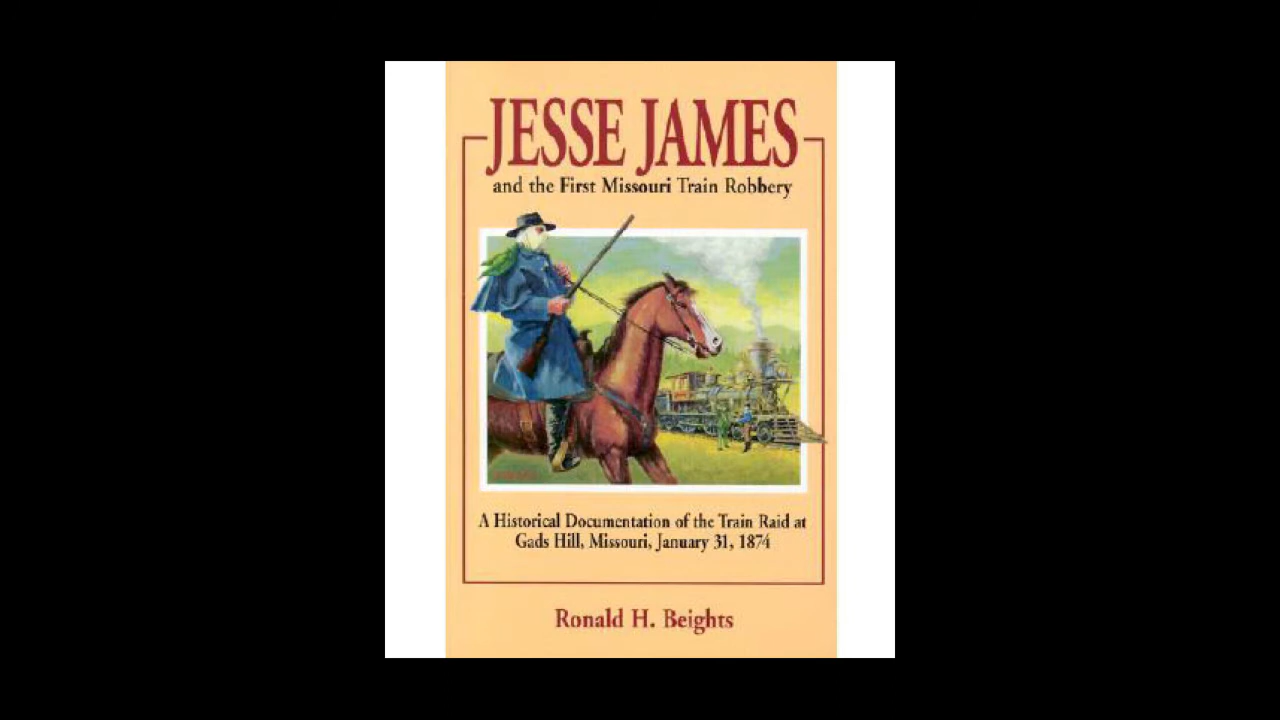 JESSE JAMES
and the First Missouri Train Robbery
A Historical Documentation of the Train Raid at
Gads Hill, Missouri, January 31, 1874
Ronald H. Beights